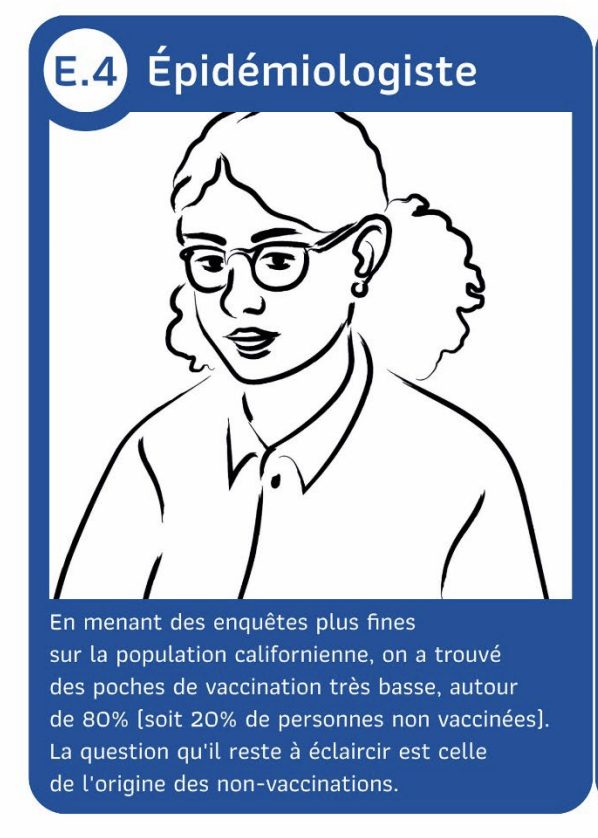 E.4 Épidémiologiste
En menant des enquêtes plus fines
sur la population californienne, on a trouvé
des poches de vaccination très basse, autour
de 80% (soit 20% de personnes non vaccinées).
La question qu'il reste à éclaircir est celle
de l'origine des non-vaccinations.